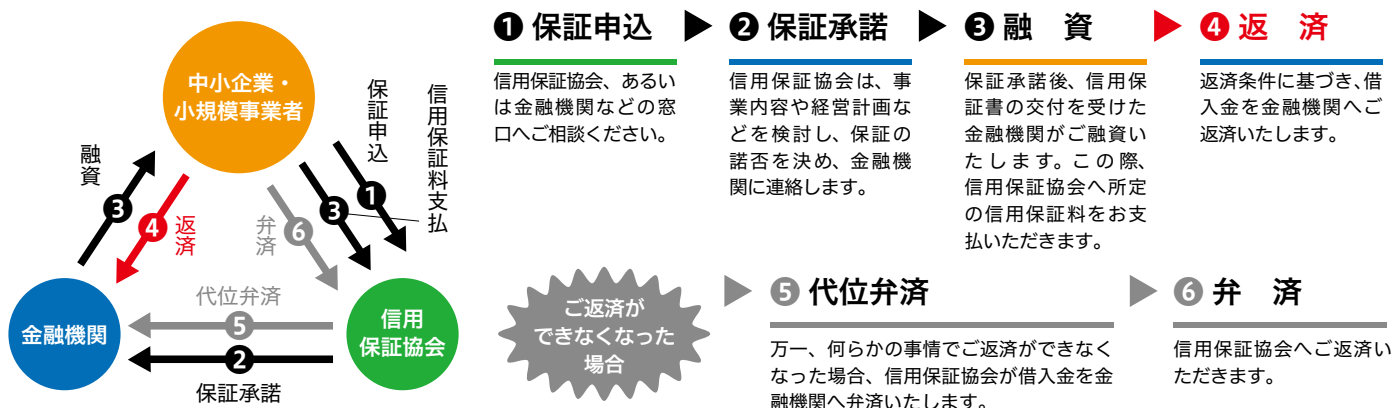 中小企業・
小規模事業者
融資
❸
❹
返済
弁済
❻
❸
❶
保証申込
信用保証料支払
金融機関
代位弁済
❺
❷
保証承諾
信用
保証協会
❶ 保証申込
信用保証協会、あるい
は金融機関などの窓
口へご相談ください。
❷ 保証承諾
信用保証協会は、事
業内容や経営計画な
どを検討し、保証の
諾否を決め、金融機
関に連絡します。
❸ 融　資
保証承諾後、信用保
証書の交付を受けた
金融機関がご融資い
たします。この際、
信用保証協会へ所定
の信用保証料をお支
払いただきます。
❹ 返　済
返済条件に基づき、借
入金を金融機関へご
返済いたします。
ご返済が
できなくなった
場合
❺ 代位弁済
万一、何らかの事情でご返済ができなく
なった場合、信用保証協会が借入金を金
融機関へ弁済いたします。
❻ 弁　済
信用保証協会へご返済い
ただきます。